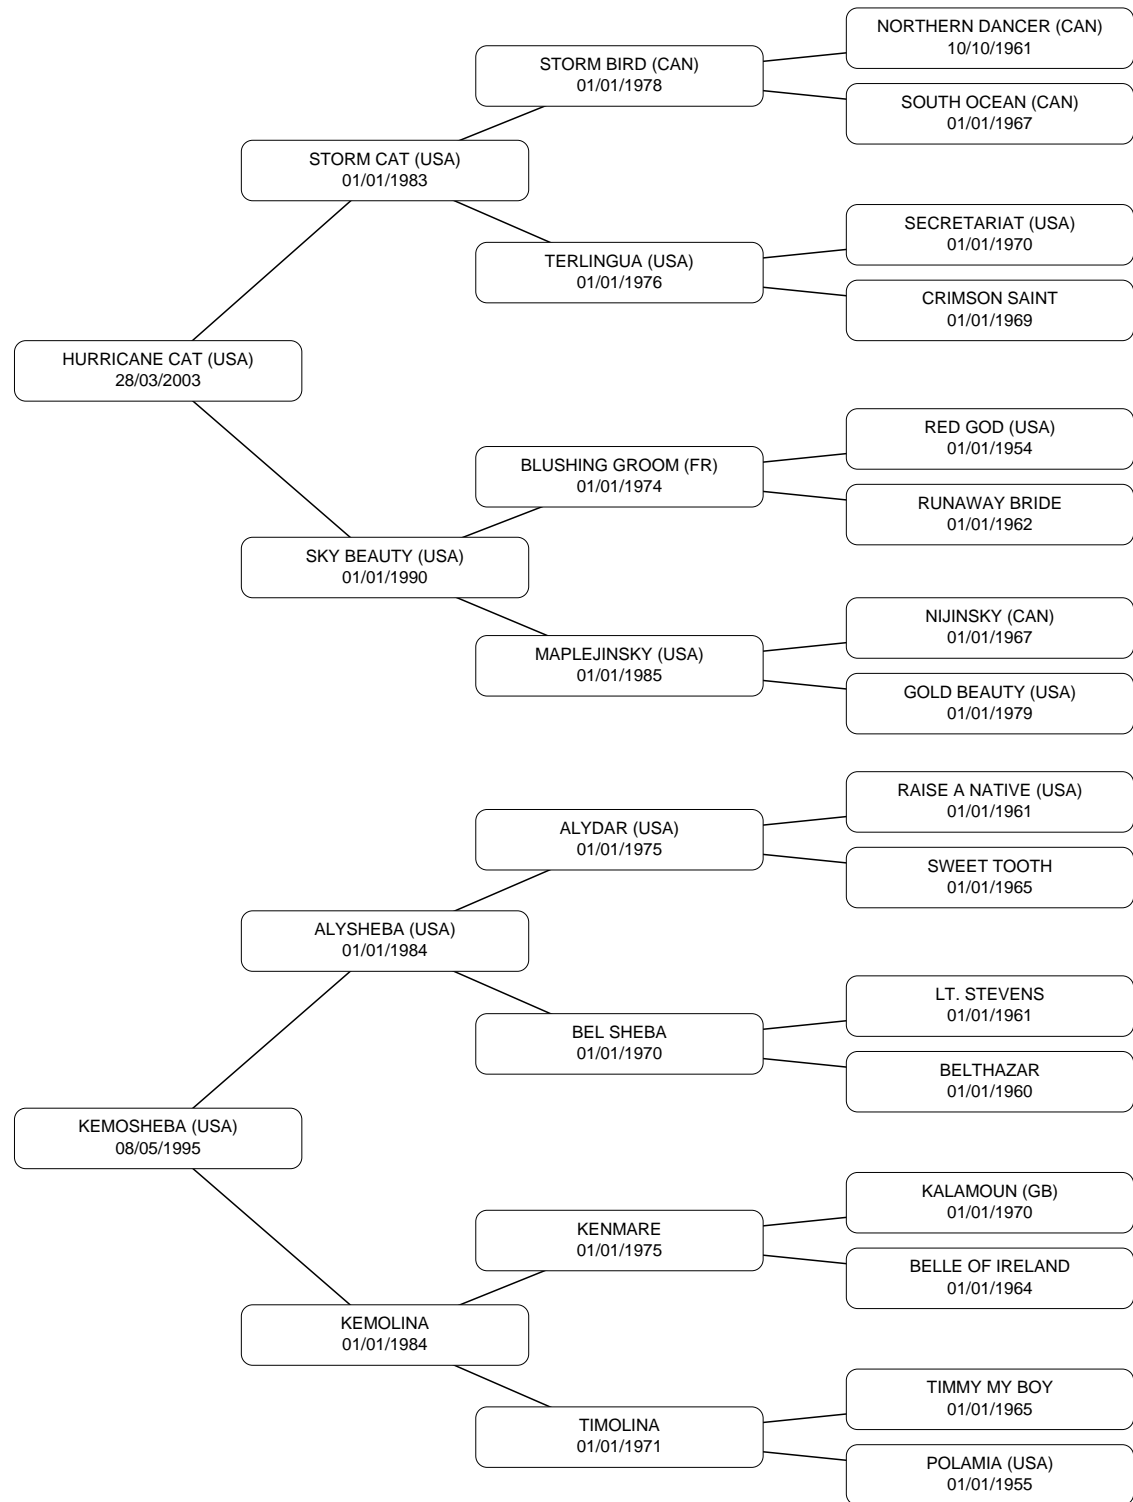 NORTHERN DANCER (CAN)
10/10/1961
STORM BIRD (CAN)
01/01/1978
SOUTH OCEAN (CAN)
01/01/1967
STORM CAT (USA)
01/01/1983
SECRETARIAT (USA)
01/01/1970
TERLINGUA (USA)
01/01/1976
CRIMSON SAINT
01/01/1969
HURRICANE CAT (USA)
28/03/2003
RED GOD (USA)
01/01/1954
BLUSHING GROOM (FR)
01/01/1974
RUNAWAY BRIDE
01/01/1962
SKY BEAUTY (USA)
01/01/1990
NIJINSKY (CAN)
01/01/1967
MAPLEJINSKY (USA)
01/01/1985
GOLD BEAUTY (USA)
01/01/1979
RAISE A NATIVE (USA)
01/01/1961
ALYDAR (USA)
01/01/1975
SWEET TOOTH
01/01/1965
ALYSHEBA (USA)
01/01/1984
LT. STEVENS
01/01/1961
BEL SHEBA
01/01/1970
BELTHAZAR
01/01/1960
KEMOSHEBA (USA)
08/05/1995
KALAMOUN (GB)
01/01/1970
KENMARE
01/01/1975
BELLE OF IRELAND
01/01/1964
KEMOLINA
01/01/1984
TIMMY MY BOY
01/01/1965
TIMOLINA
01/01/1971
POLAMIA (USA)
01/01/1955